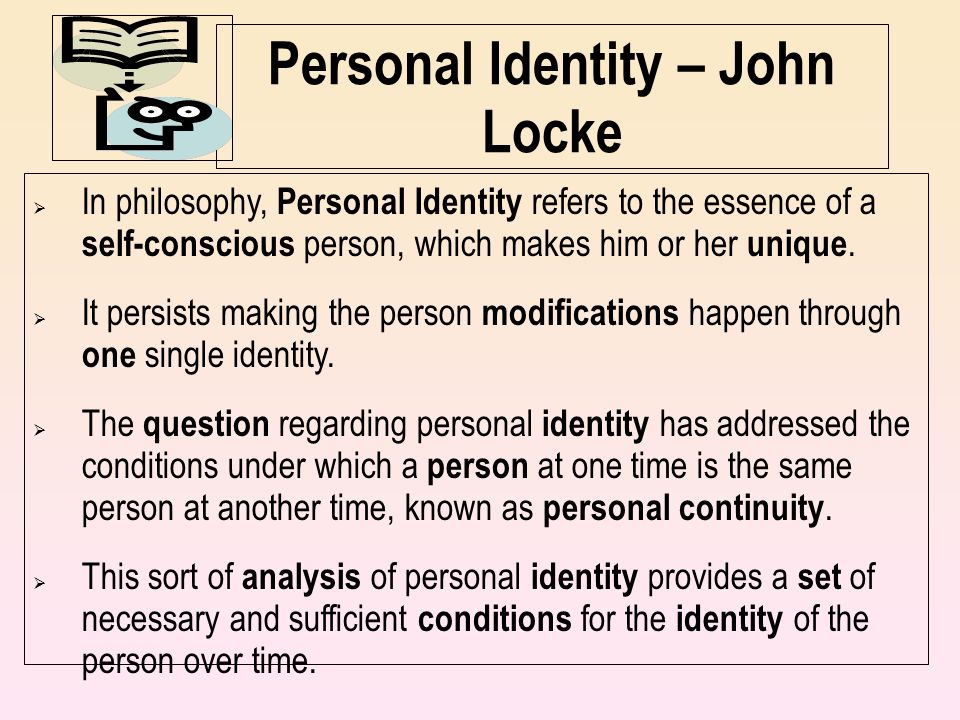 Personal Identity – John
Locke
➢ In philosophy, Personal Identity refers to the essence of a
self-conscious person, which makes him or her unique.
➢ It persists making the person modifications happen through
one single identity.
➢ The question regarding personal identity has addressed the
conditions under which a person at one time is the same
person at another time, known as personal continuity.
➢ This sort of analysis of personal identity provides a set of
necessary and sufficient conditions for the identity of the
person over time.